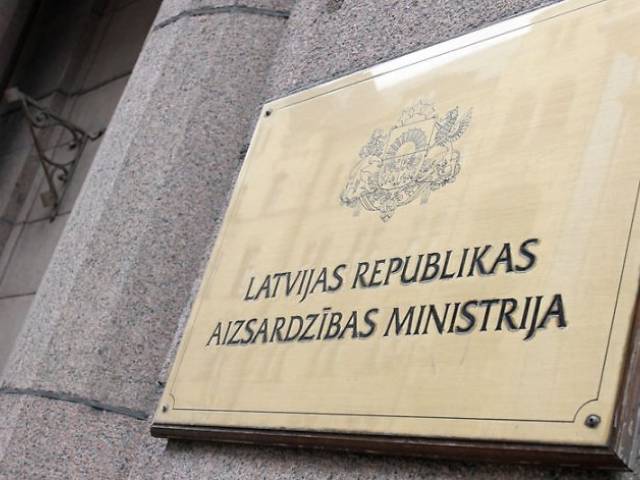 LATVIJAS REPUBLIKAS
AIZSARDZĪBAS MINISTRIJA